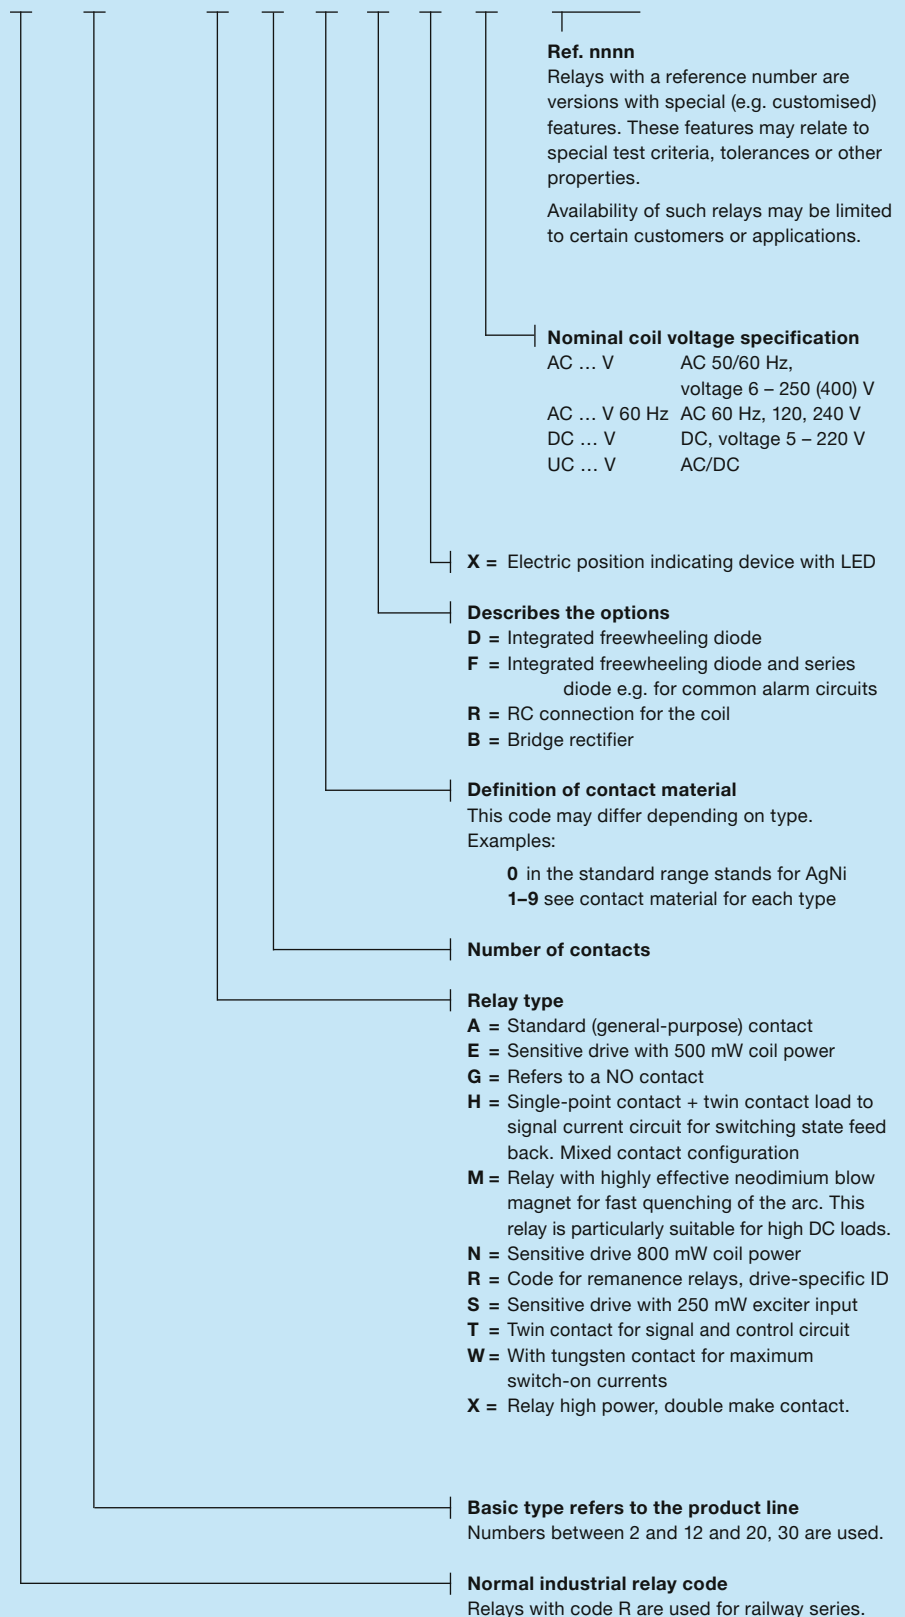 Ref. nnnn
Relays with a reference number are
versions with special (e.g. customised)
features. These features may relate to
special test criteria, tolerances or other
properties.
Availability of such relays may be limited
to certain customers or applications.
Nominal coil voltage specification
AC … V AC 50/60 Hz,
voltage 6 – 250 (400) V
AC … V 60 Hz AC 60 Hz, 120, 240 V
DC … V DC, voltage 5 – 220 V
UC … V AC/DC
X = Electric position indicating device with LED
Describes the options
D = Integrated freewheeling diode
F = Integrated freewheeling diode and series
diode e.g. for common alarm circuits
R = RC connection for the coil
B = Bridge rectifier
Definition of contact material
This code may differ depending on type.
Examples:
0 in the standard range stands for AgNi
1–9 see contact material for each type
Number of contacts
Relay type
A = Standard (general-purpose) contact
E = Sensitive drive with 500 mW coil power
G = Refers to a NO contact
H = Single-point contact + twin contact load to
signal current circuit for switching state feed
back. Mixed contact configuration
M = Relay with highly effective neodimium blow
magnet for fast quenching of the arc. This
relay is particularly suitable for high DC loads.
N = Sensitive drive 800 mW coil power
R = Code for remanence relays, drive-specific ID
S = Sensitive drive with 250 mW exciter input
T = Twin contact for signal and control circuit
W = With tungsten contact for maximum
switch-on currents
X = Relay high power, double make contact.
Basic type refers to the product line
Numbers between 2 and 12 and 20, 30 are used.
Normal industrial relay code
Relays with code R are used for railway series.